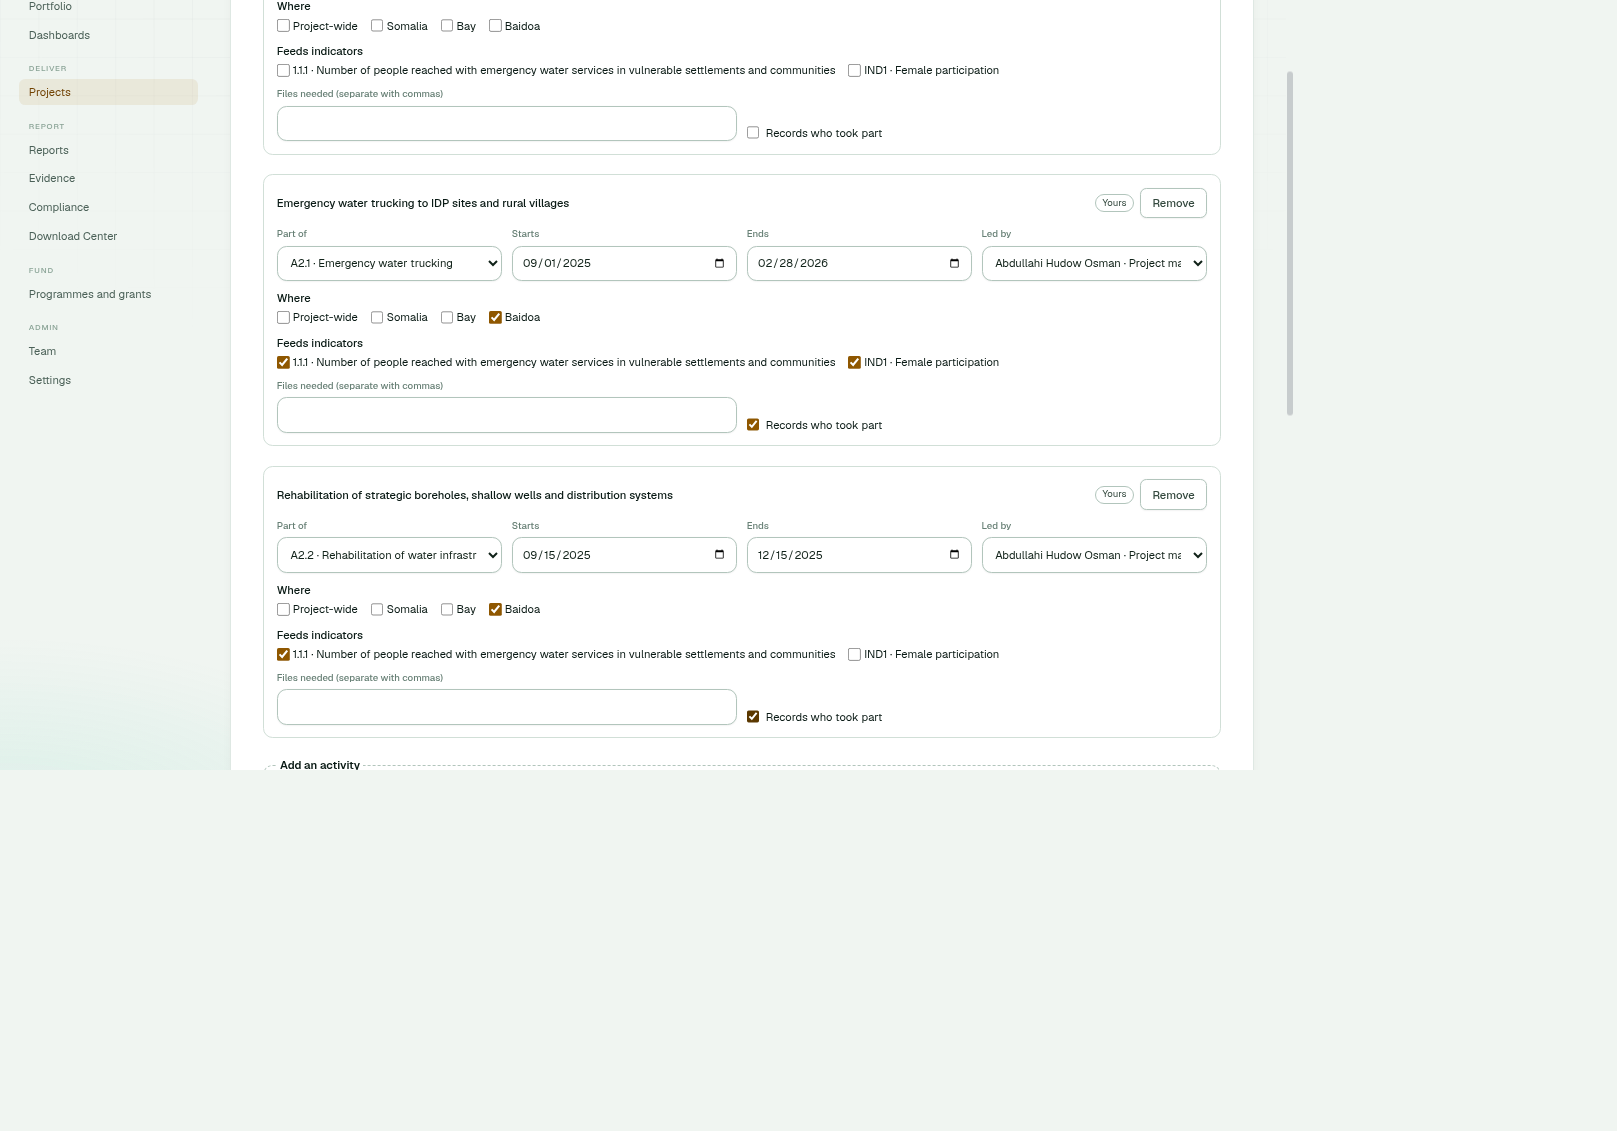 Portfolio
Dashboards
DELIVER
Projects
REPORT
Reports
Evidence
Compliance
Download Center
FUND
Programmes and grants
ADMIN
Team
Settings
Where
Project-wide Somalia Bay Baidoa
Feeds indicators
1.1.1 · Number of people reached with emergency water services in vulnerable settlements and communities IND1 · Female participation
Files needed (separate with commas)
Records who took part
Emergency water trucking to IDP sites and rural villages Yours Remove
Part of Starts Ends Led by
A2.1 · Emergency water trucking 09/01/2025 02/28/2026 Abdullahi Hudow Osman · Project ma
Where
Project-wide Somalia Bay Baidoa
Feeds indicators
1.1.1 · Number of people reached with emergency water services in vulnerable settlements and communities IND1 · Female participation
Files needed (separate with commas)
Records who took part
Rehabilitation of strategic boreholes, shallow wells and distribution systems Yours Remove
Part of Starts Ends Led by
A2.2 · Rehabilitation of water infrastr 09/15/2025 12/15/2025 Abdullahi Hudow Osman · Project ma
Where
Project-wide Somalia Bay Baidoa
Feeds indicators
1.1.1 · Number of people reached with emergency water services in vulnerable settlements and communities IND1 · Female participation
Files needed (separate with commas)
Records who took part
Add an activity